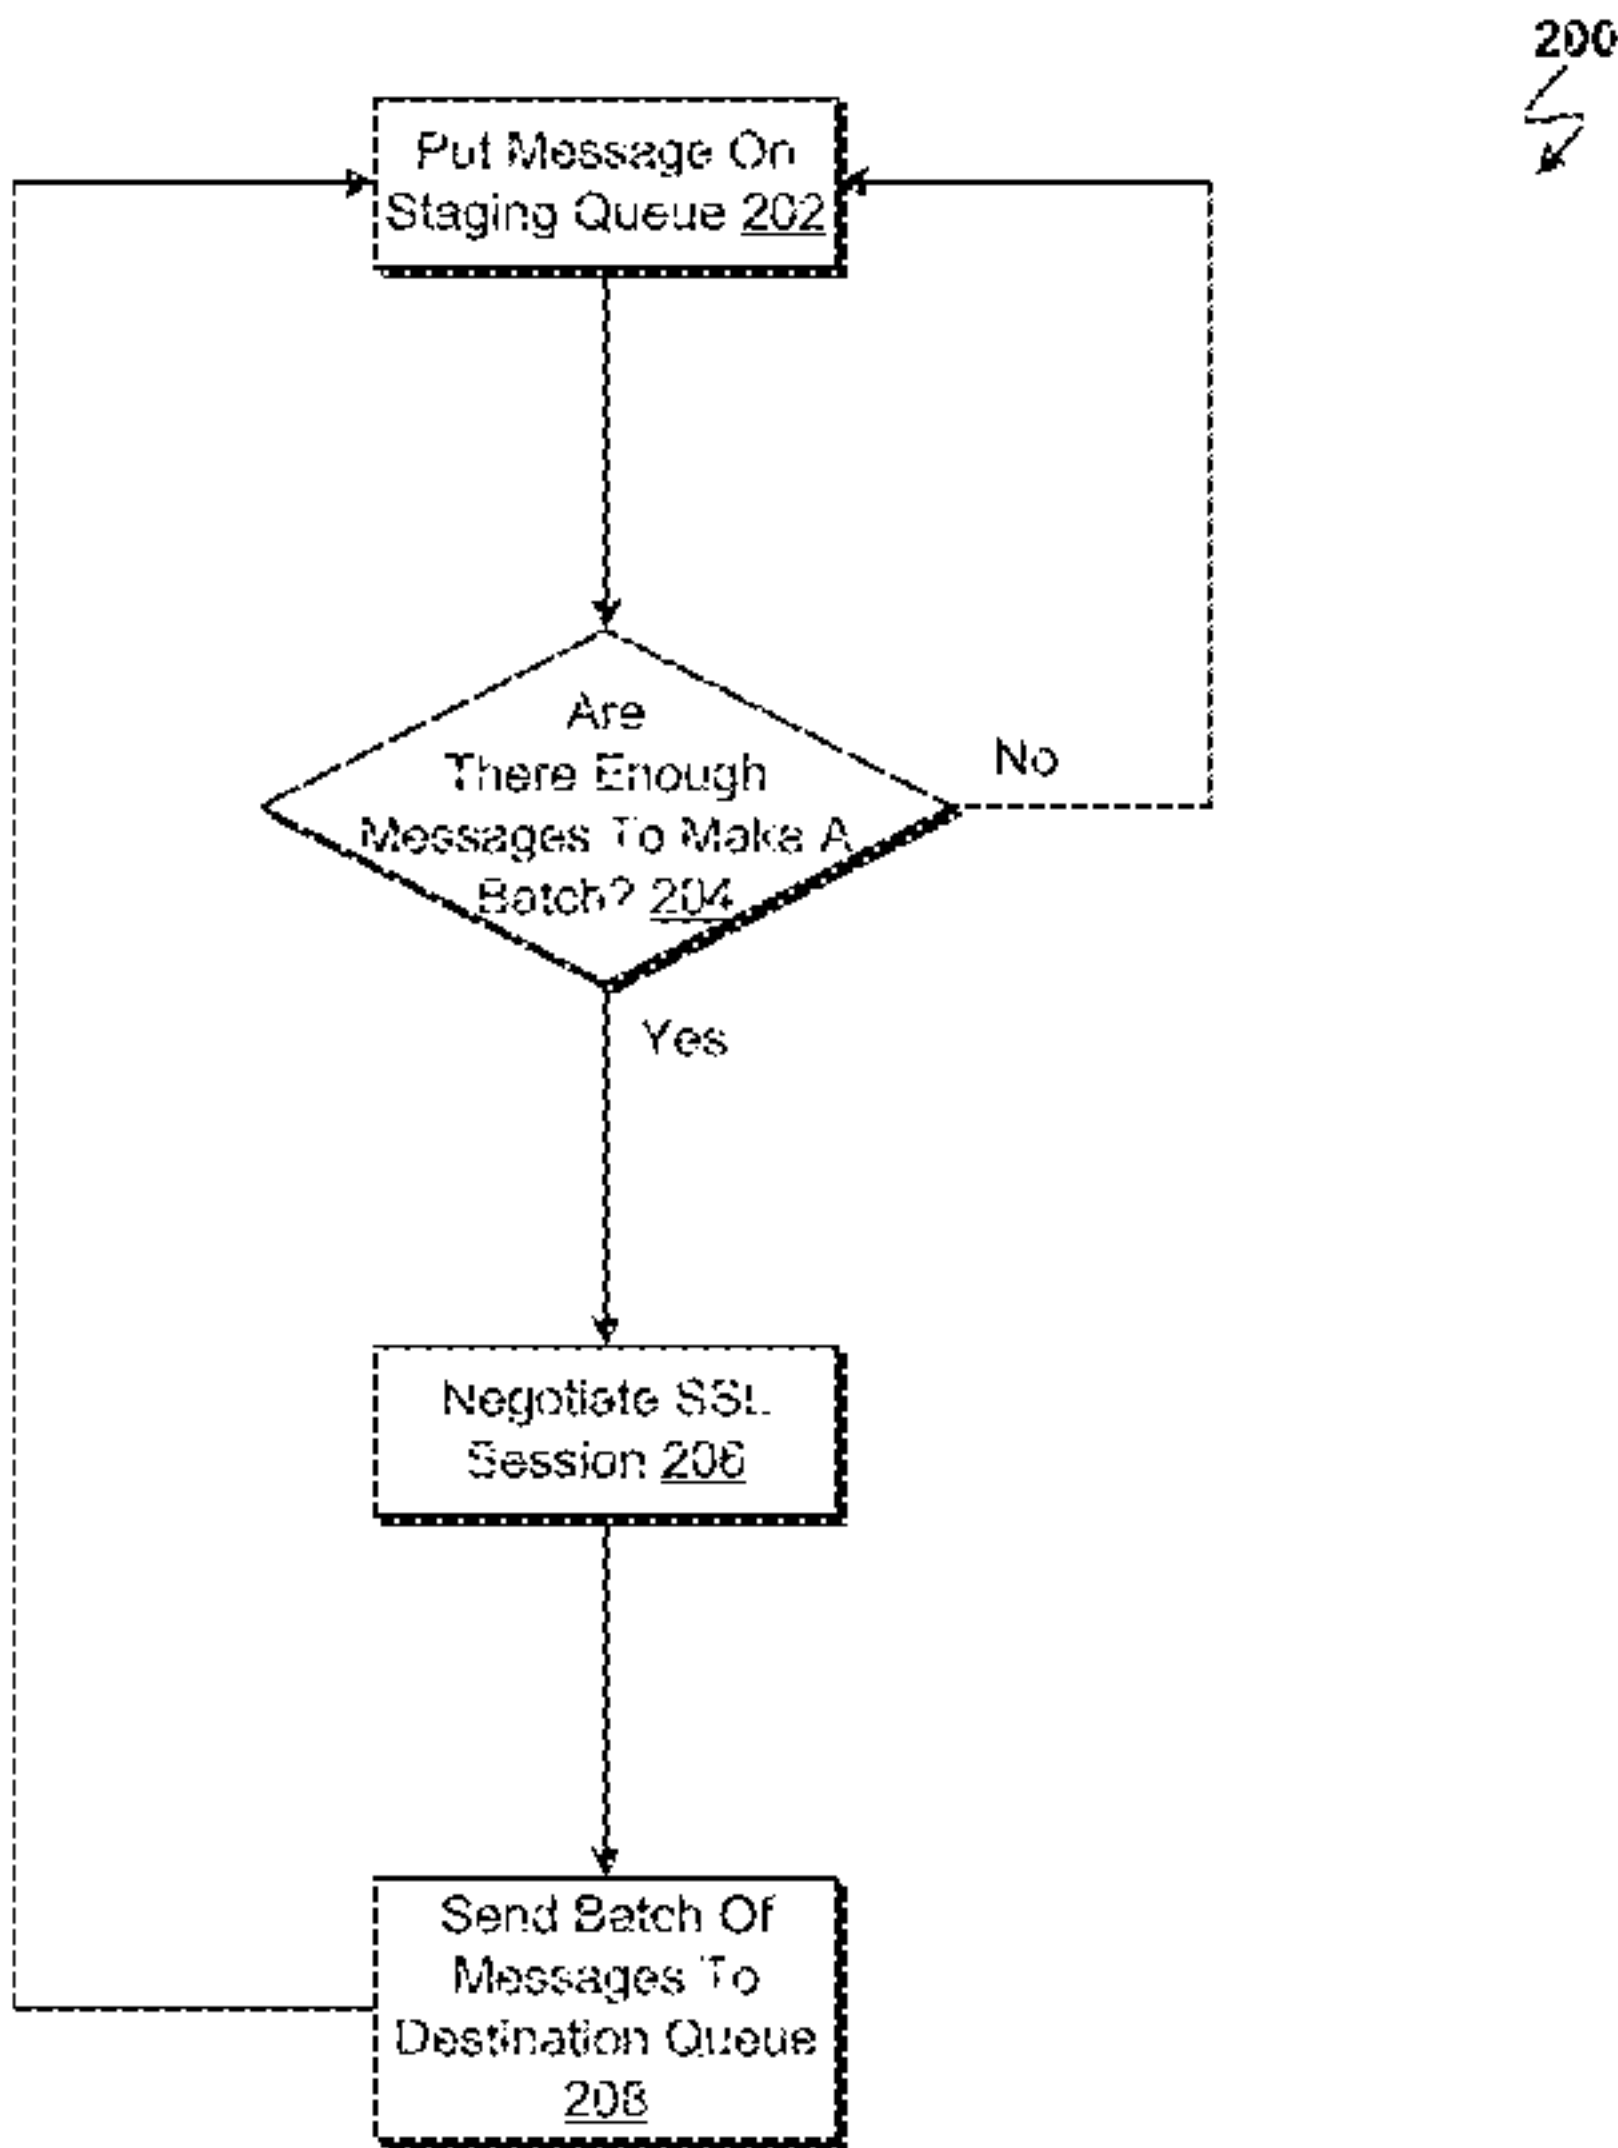 200
Put Message On
Staging Queue 202
Are
There Enough
Messages To Make A
Batch? 204
No
Yes
Negotiate SSL
Session 206
Send Batch Of
Messages To
Destination Queue
208